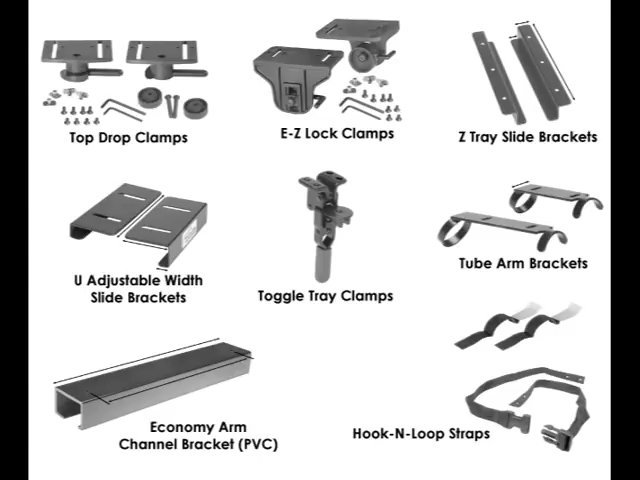 Top Drop Clamps
E-Z Lock Clamps
Z Tray Slide Brackets
U Adjustable Width
Slide Brackets
Toggle Tray Clamps
Tube Arm Brackets
Economy Arm
Channel Bracket (PVC)
Hook-N-Loop Straps